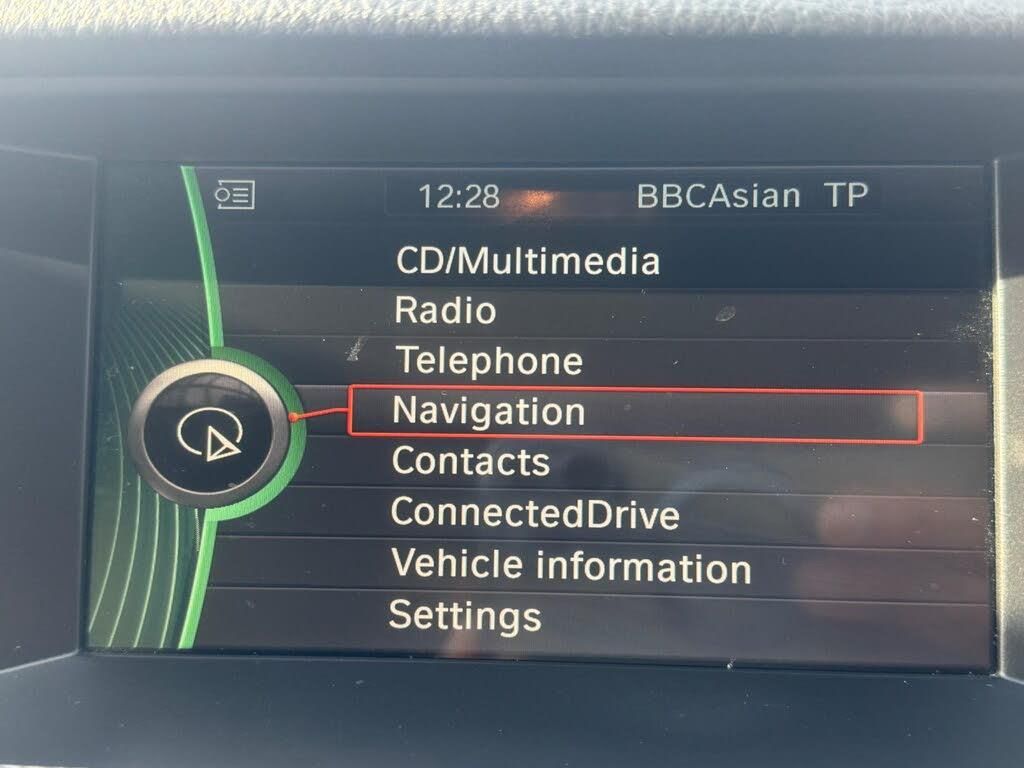 12:28 BBCAsian TP
CD/Multimedia
Radio
Telephone
Navigation
Contacts
ConnectedDrive
Vehicle information
Settings